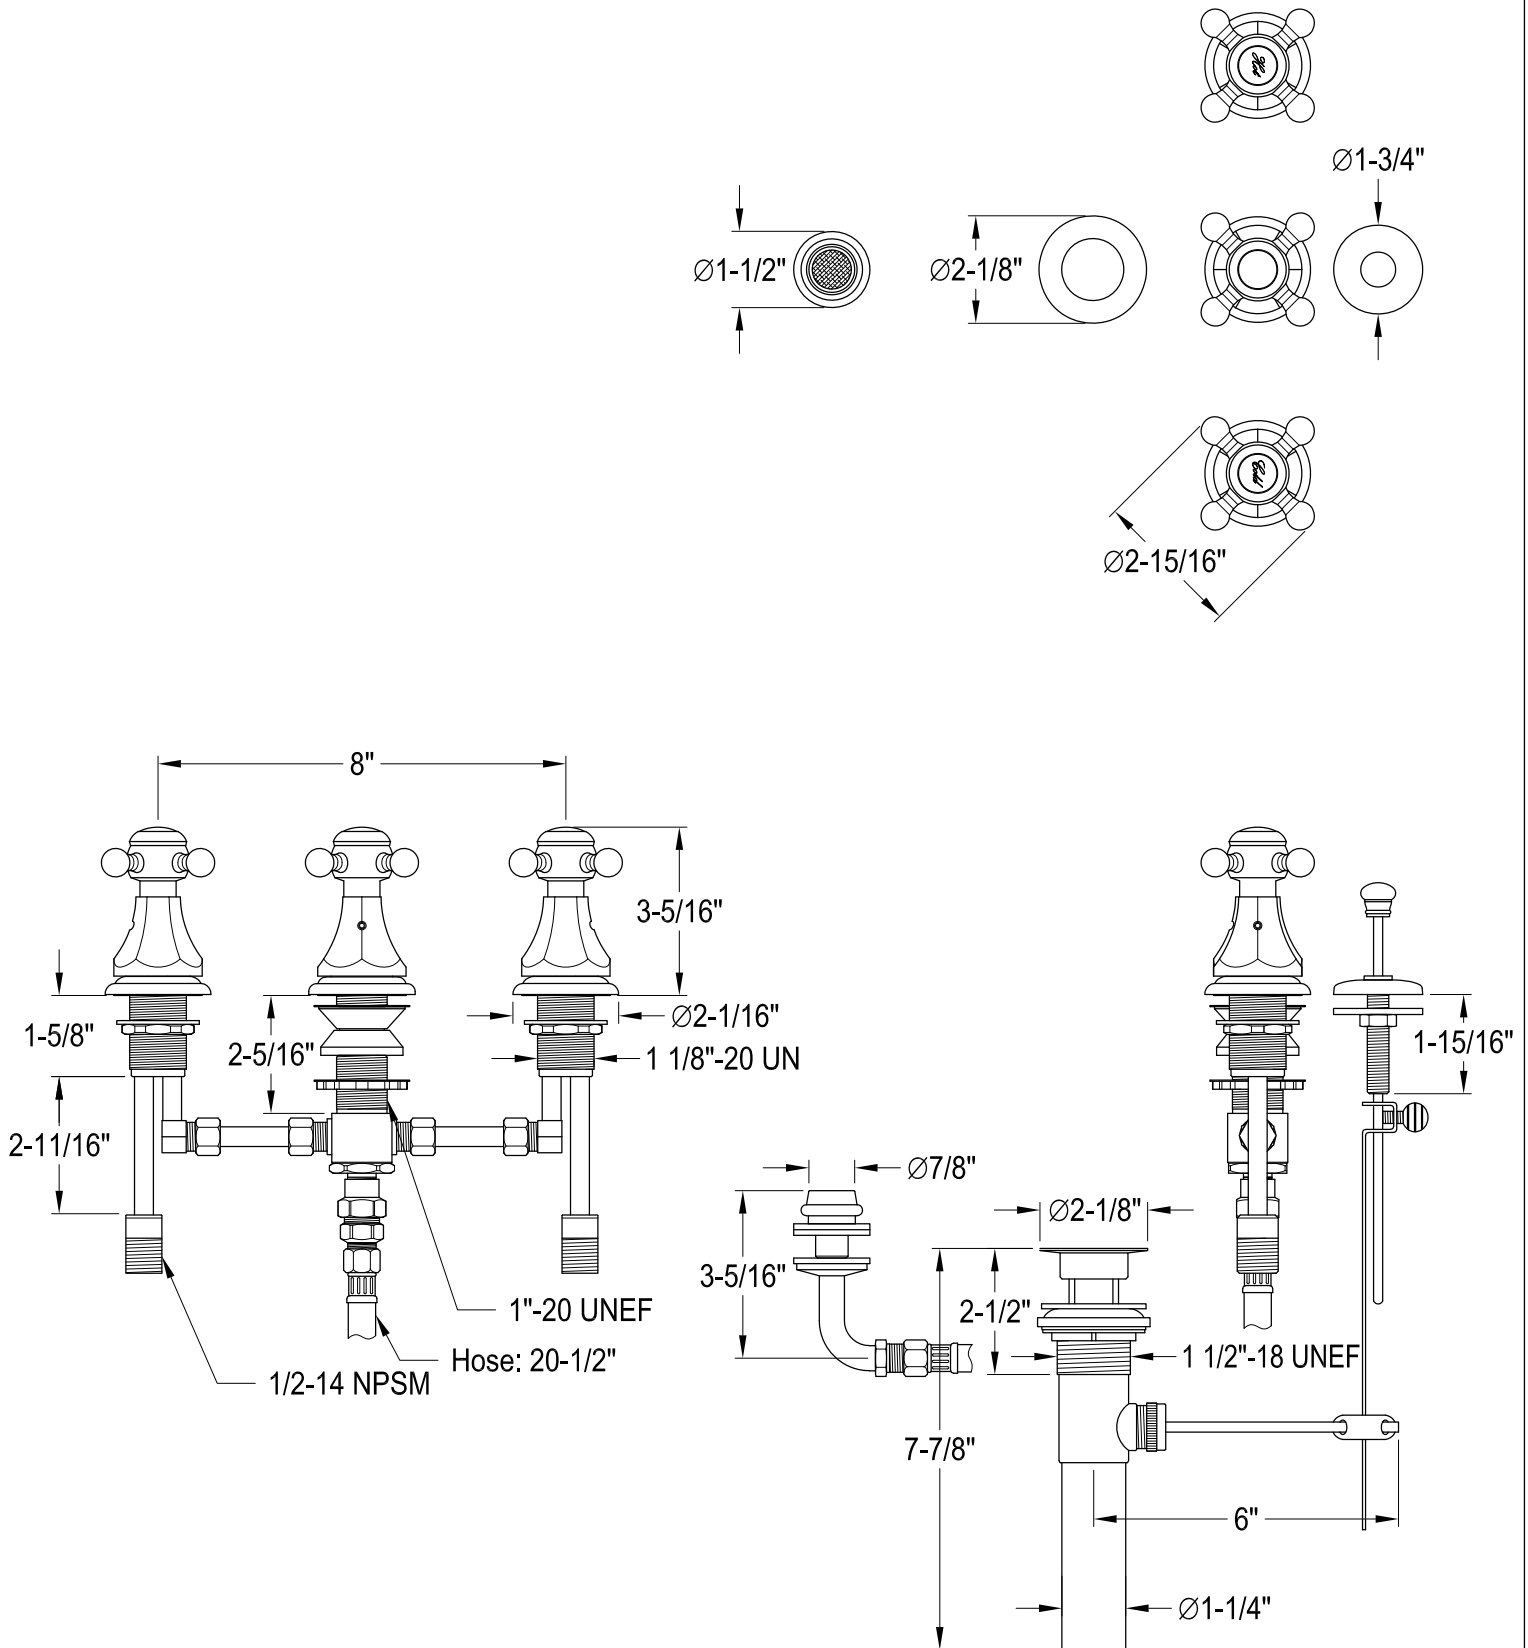 Hot
Ø1-3/4"
Ø1-1/2"
Ø2-1/8"
Cold
Ø2-15/16"
8"
3-5/16"
1-5/8"
Ø2-1/16"
2-5/16"
1 1/8"-20 UN
1-15/16"
2-11/16"
Ø7/8"
Ø2-1/8"
3-5/16"
1"-20 UNEF
2-1/2"
Hose: 20-1/2"
1 1/2"-18 UNEF
1/2-14 NPSM
7-7/8"
6"
Ø1-1/4"